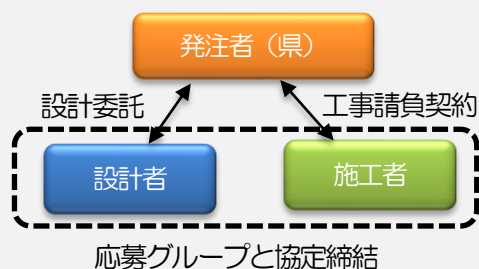 発注者（県）
設計委託
工事請負契約
設計者
施工者
応募グループと協定締結